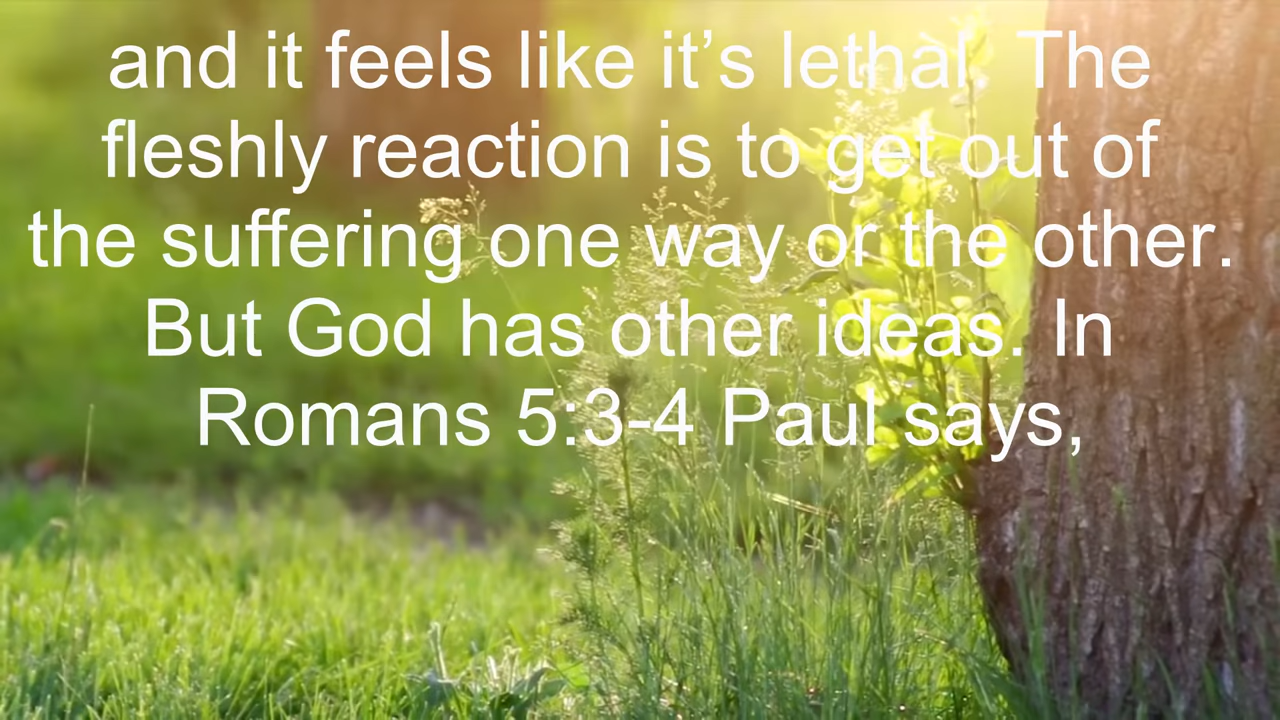 and it feels like it’s lethal. The
fleshly reaction is to get out of
the suffering one way or the other.
But God has other ideas. In
Romans 5:3-4 Paul says,